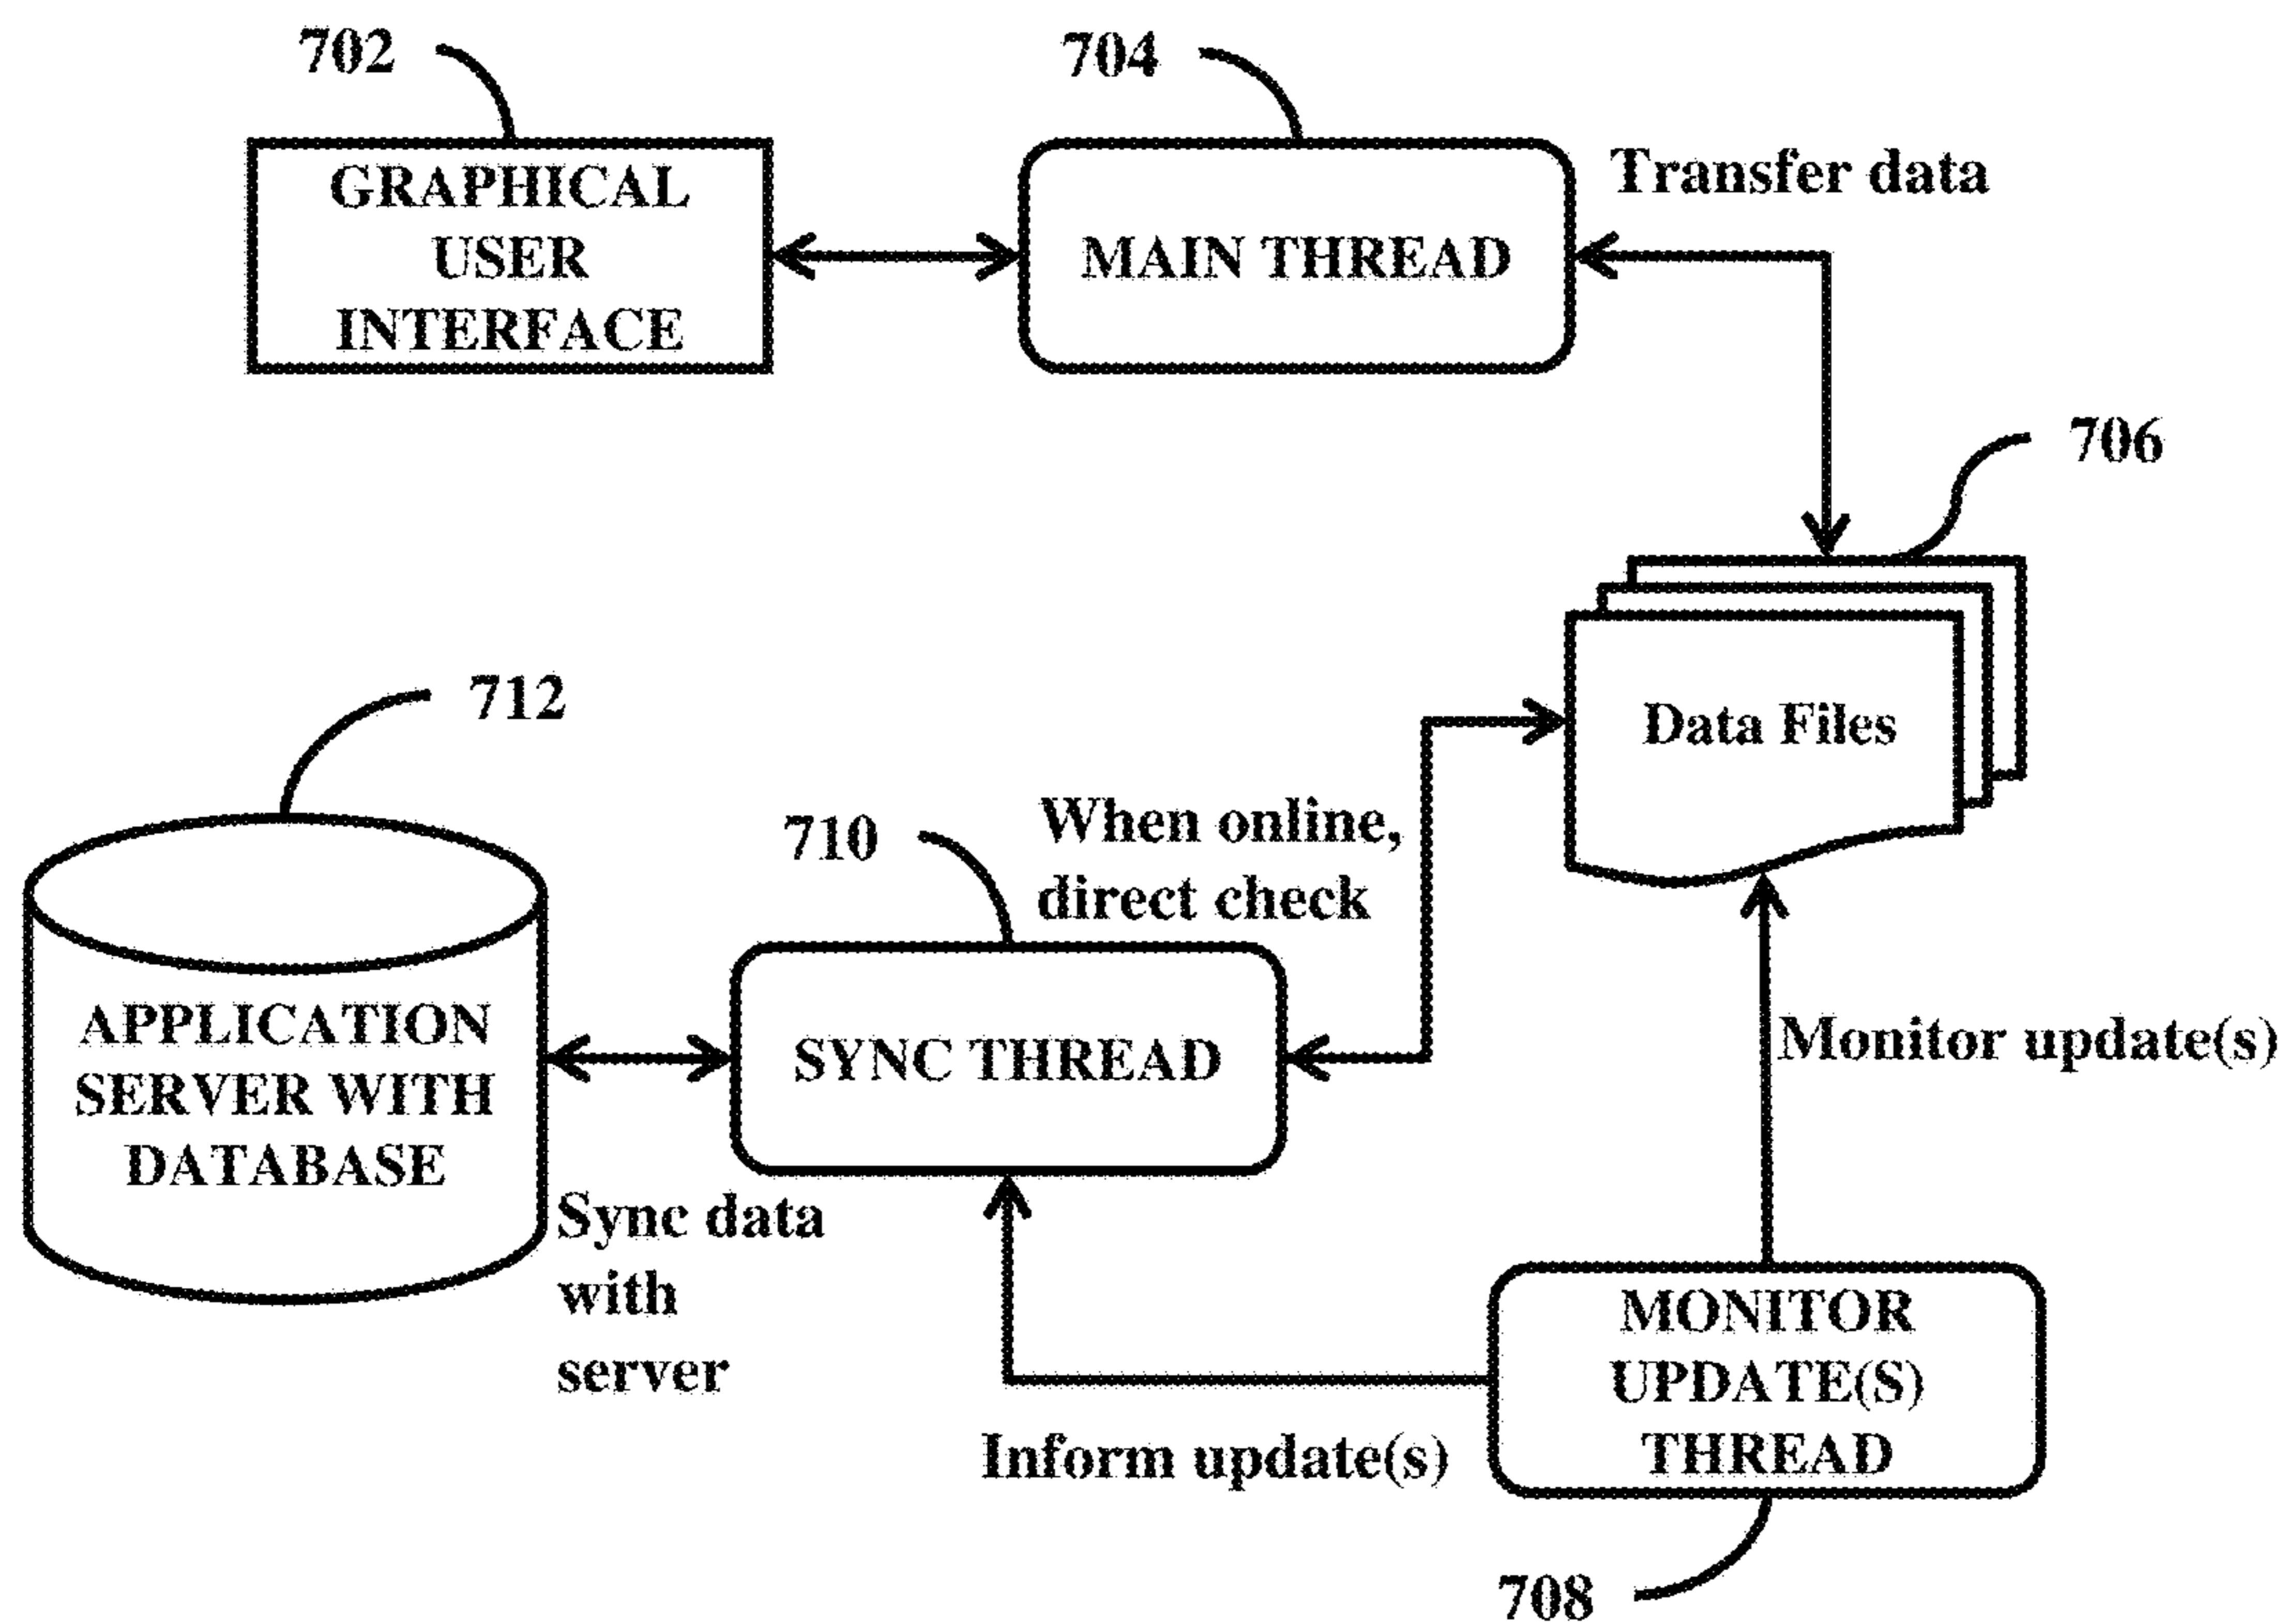 702
704
GRAPHICAL
USER
INTERFACE
MAIN THREAD
Transfer data
706
Data Files
712
710
When online,
direct check
APPLICATION
SERVER WITH
DATABASE
SYNC THREAD
Monitor update(s)
Sync data
with
server
Inform update(s)
MONITOR
UPDATE(S)
THREAD
708